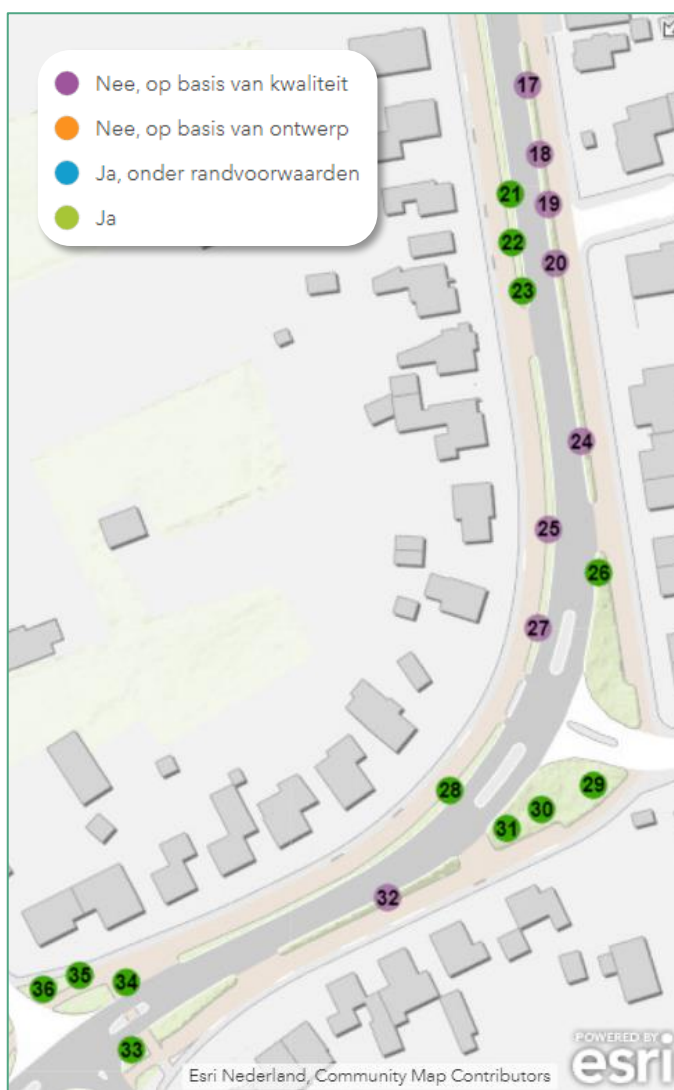 Nee, op basis van kwaliteit
Nee, op basis van ontwerp
Ja, onder randvoorwaarden
Ja
17
18
21
19
22
20
23
24
25
26
27
28
29
30
31
32
35
34
36
33
POWERED BY
esri
Esri Nederland, Community Map Contributors